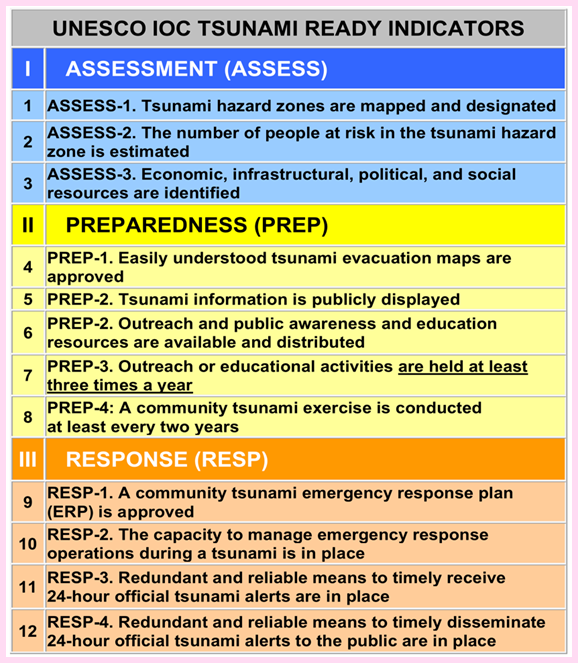 UNESCO IOC TSUNAMI READY INDICATORS
I ASSESSMENT (ASSESS)
1 ASSESS-1. Tsunami hazard zones are mapped and designated
2 ASSESS-2. The number of people at risk in the tsunami hazard
zone is estimated
3 ASSESS-3. Economic, infrastructural, political, and social
resources are identified
II PREPAREDNESS (PREP)
4 PREP-1. Easily understood tsunami evacuation maps are
approved
5 PREP-2. Tsunami information is publicly displayed
6 PREP-2. Outreach and public awareness and education
resources are available and distributed
7 PREP-3. Outreach or educational activities are held at least
three times a year
8 PREP-4: A community tsunami exercise is conducted
at least every two years
III RESPONSE (RESP)
9 RESP-1. A community tsunami emergency response plan
(ERP) is approved
10 RESP-2. The capacity to manage emergency response
operations during a tsunami is in place
11 RESP-3. Redundant and reliable means to timely receive
24-hour official tsunami alerts are in place
12 RESP-4. Redundant and reliable means to timely disseminate
24-hour official tsunami alerts to the public are in place